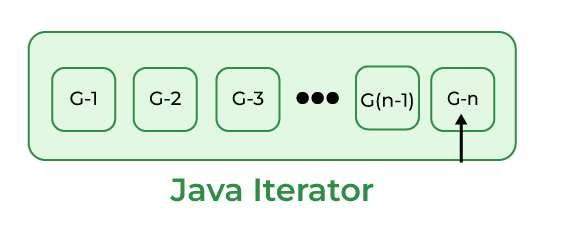 G-1 G-2 G-3 ●●● G(n-1) G-n
Java Iterator